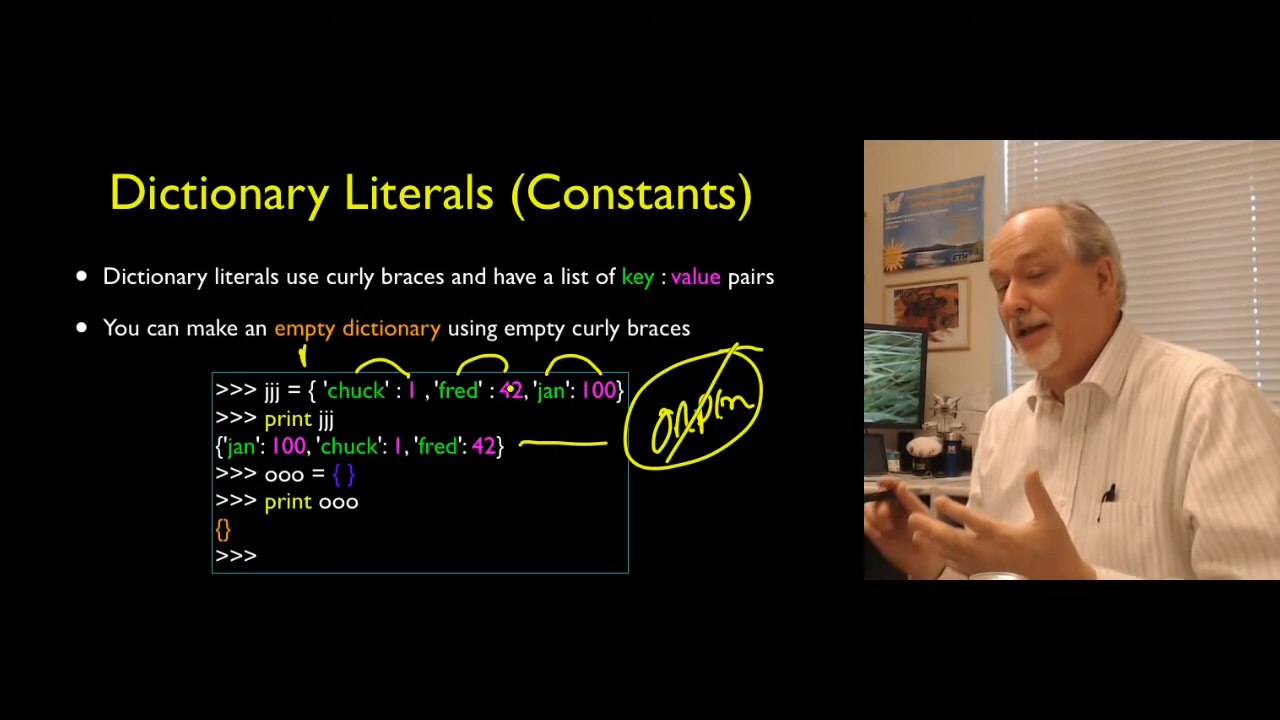 Dictionary Literals (Constants)
• Dictionary literals use curly braces and have a list of key : value pairs
• You can make an empty dictionary using empty curly braces
>>> jjj = { 'chuck' : 1 , 'fred' : 42, 'jan': 100}
>>> print jjj
{'jan': 100, 'chuck': 1, 'fred': 42}
>>> ooo = { }
>>> print ooo
{}
>>>
ETH